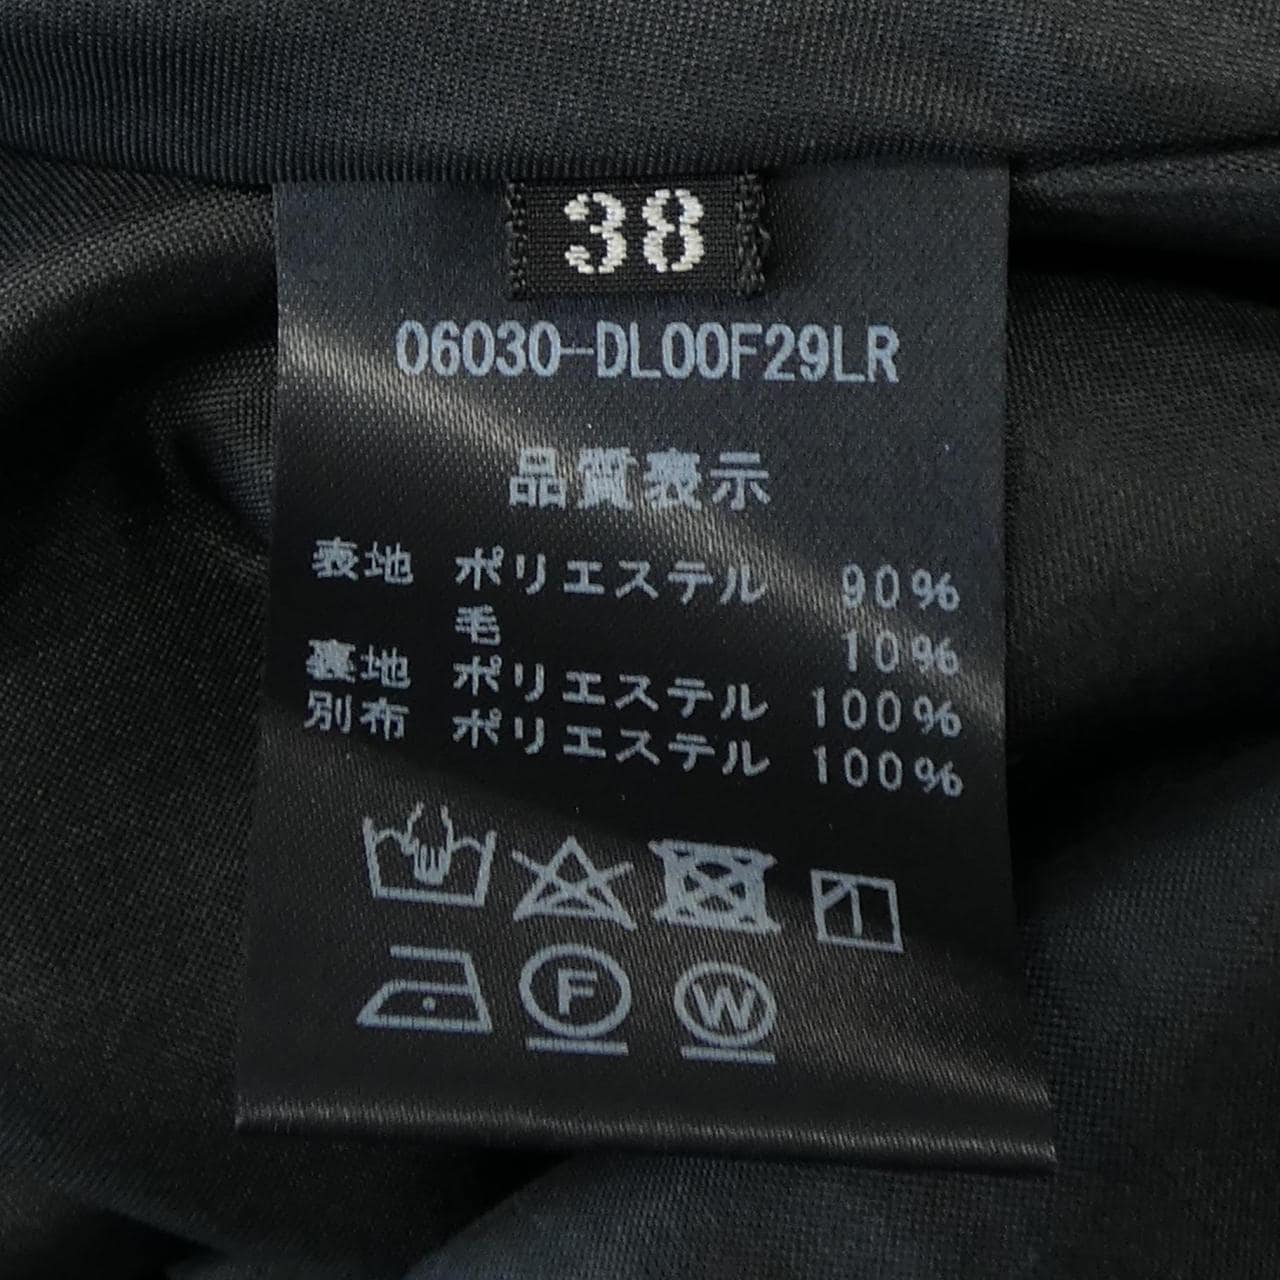 38
06030-DL00F29LR
品質表示
表地 ポリエステル 90%
毛 10%
裏地 ポリエステル 100%
別布 ポリエステル 100%
F W